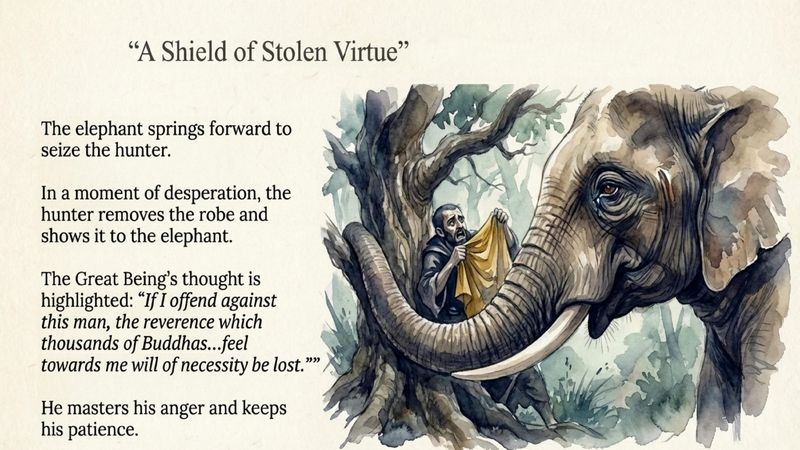 “A Shield of Stolen Virtue”
The elephant springs forward to
seize the hunter.
In a moment of desperation, the
hunter removes the robe and
shows it to the elephant.
The Great Being’s thought is
highlighted: “If I offend against
this man, the reverence which
thousands of Buddhas...feel
towards me will of necessity be lost.””
He masters his anger and keeps
his patience.